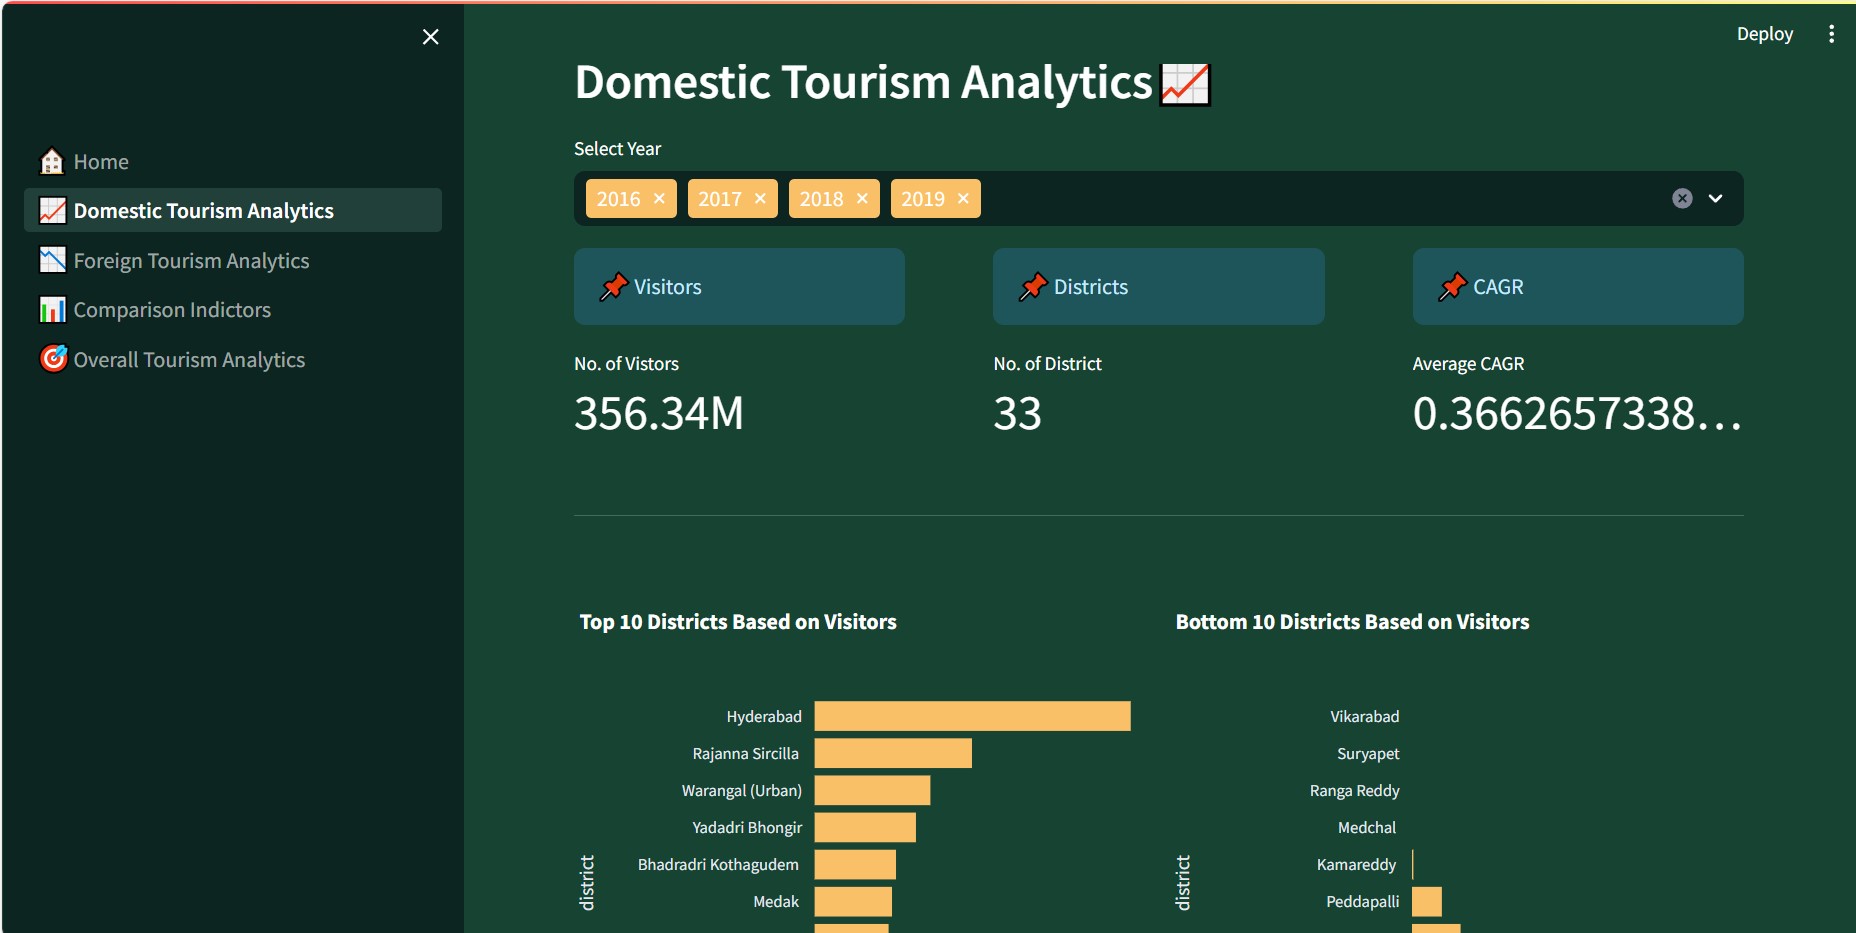 Deploy
Home
Domestic Tourism Analytics
Foreign Tourism Analytics
Comparison Indictors
Overall Tourism Analytics
Domestic Tourism Analytics
Select Year
2016 2017 2018 2019
Visitors
Districts
CAGR
No. of Vistors
356.34M
No. of District
33
Average CAGR
0.3662657338...
Top 10 Districts Based on Visitors
district
Hyderabad
Rajanna Sircilla
Warangal (Urban)
Yadadri Bhongir
Bhadradri Kothagudem
Medak
Bottom 10 Districts Based on Visitors
district
Vikarabad
Suryapet
Ranga Reddy
Medchal
Kamareddy
Peddapalli